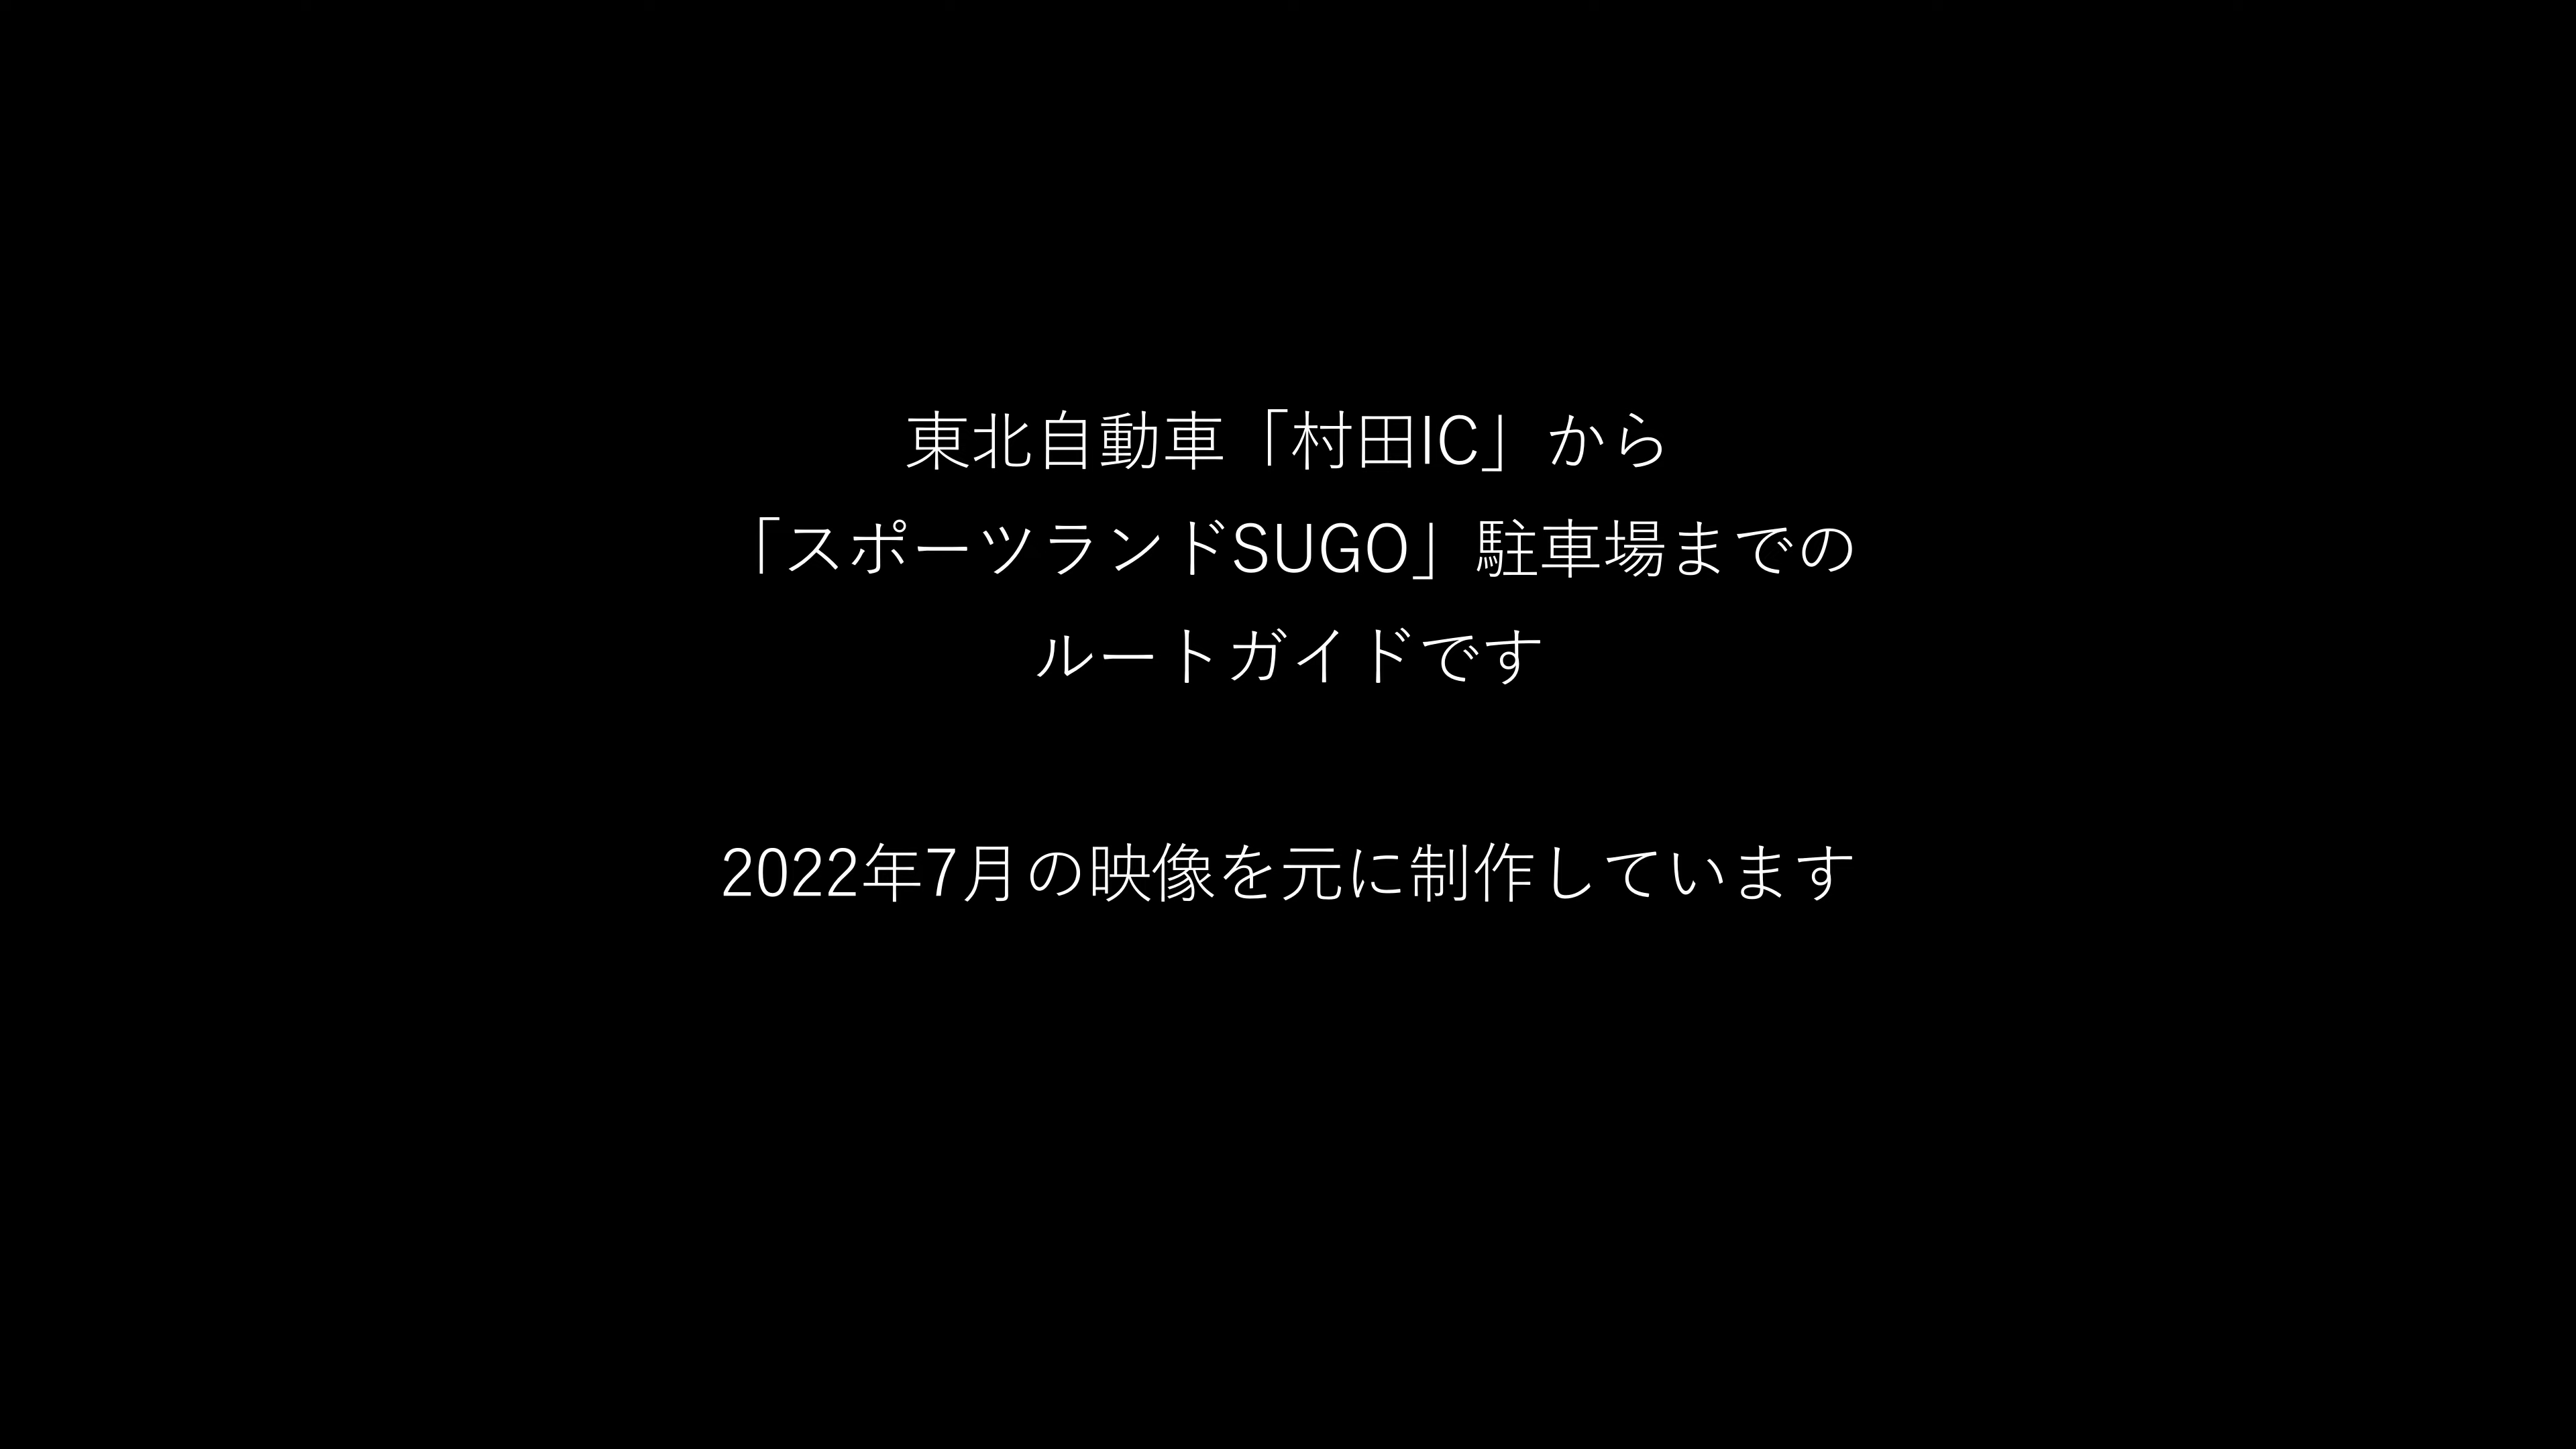 東北自動車「村田IC」から
「スポーツランドSUGO」駐車場までの
ルートガイドです
2022年7月の映像を元に制作しています